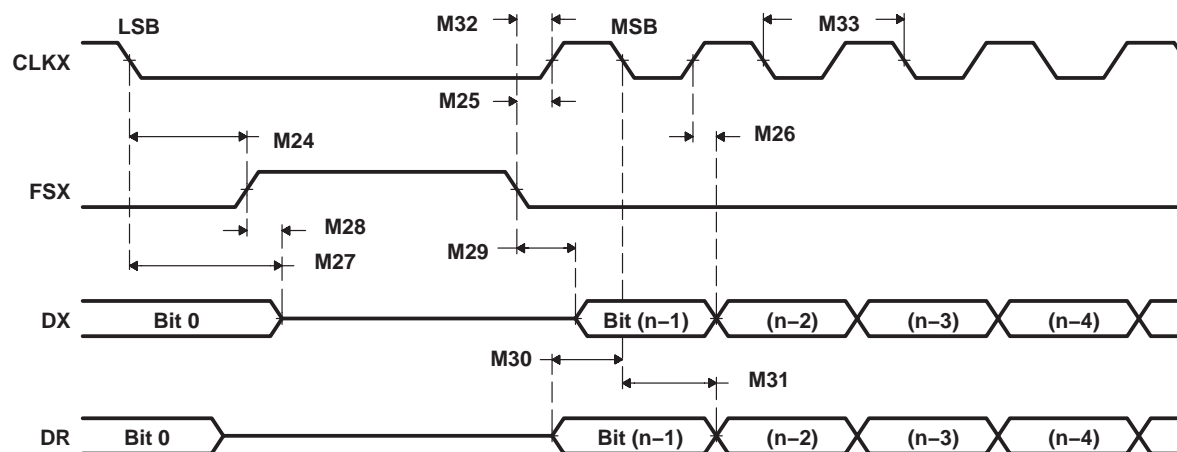 LSB
M32
MSB
M33
CLKX
M25
M24
M26
FSX
M28
M29
M27
DX
Bit 0
Bit (n–1)
(n–2)
(n–3)
(n–4)
M30
M31
DR
Bit 0
Bit (n–1)
(n–2)
(n–3)
(n–4)